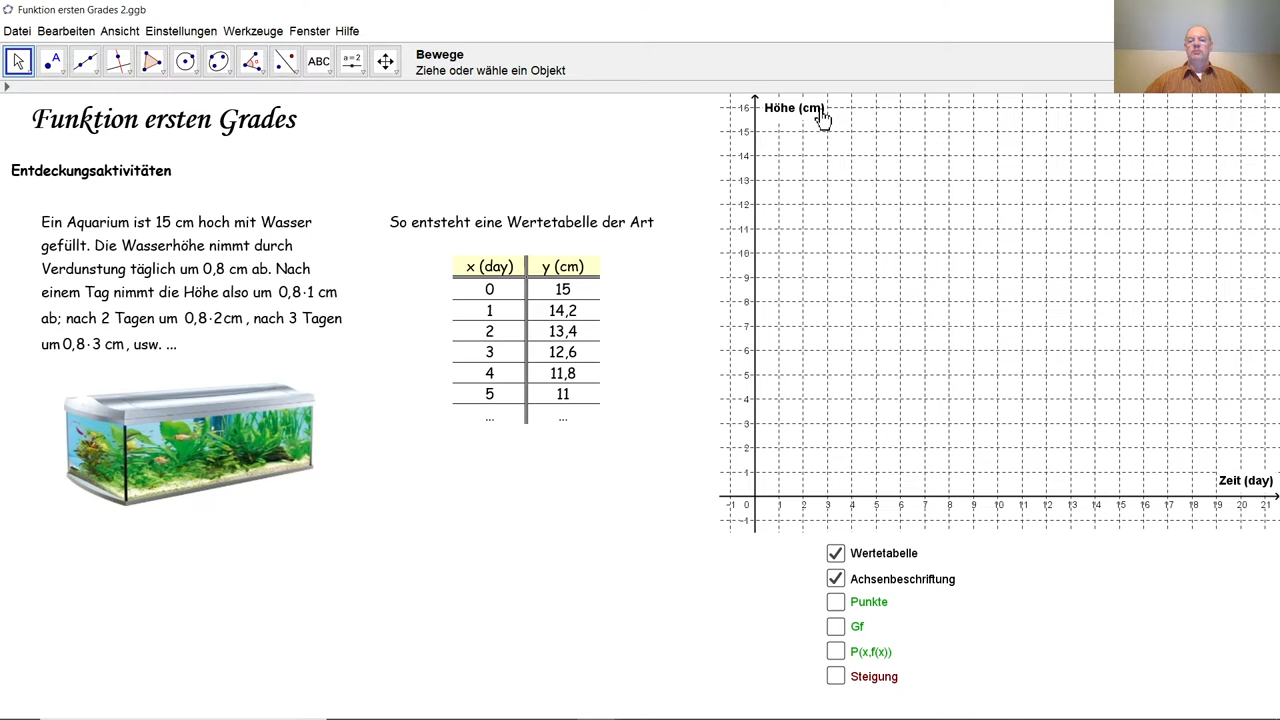 Funktion ersten Grades 2.ggb
Datei Bearbeiten Ansicht Einstellungen Werkzeuge Fenster Hilfe
A
ABC
a=2
Bewege
Ziehe oder wähle ein Objekt
Funktion ersten Grades
Entdeckungsaktivitäten
Ein Aquarium ist 15 cm hoch mit Wasser
gefüllt. Die Wasserhöhe nimmt durch
Verdunstung täglich um 0,8 cm ab. Nach
einem Tag nimmt die Höhe also um 0,8·1 cm
ab; nach 2 Tagen um 0,8·2cm, nach 3 Tagen
um 0,8·3 cm, usw. ...
So entsteht eine Wertetabelle der Art
x (day) y (cm)
0 15
1 14,2
2 13,4
3 12,6
4 11,8
5 11
... ...
Höhe (cm)
16
15
14
13
12
11
10
9
8
7
6
5
4
3
2
1
Zeit (day)
-1 0 1 2 3 4 5 6 7 8 9 10 11 12 13 14 15 16 17 18 19 20 21
-1
Wertetabelle
Achsenbeschriftung
Punkte
Gf
P(x,f(x))
Steigung